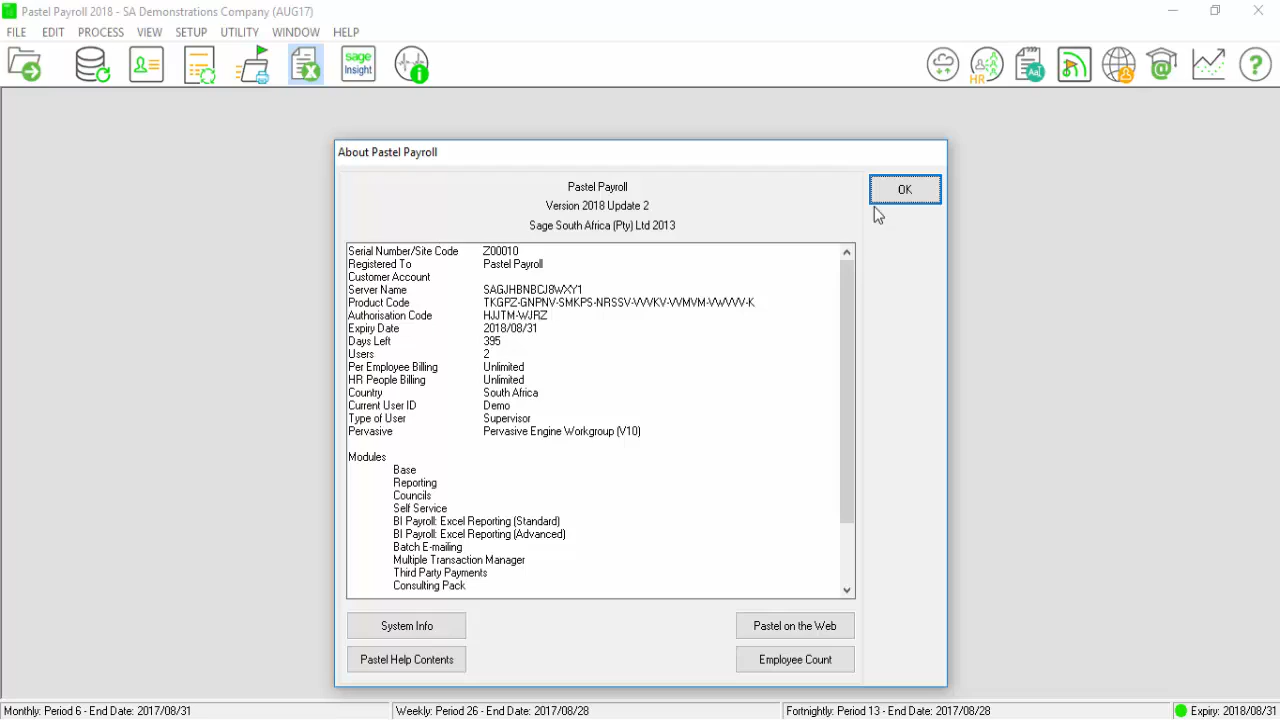 Pastel Payroll 2018 - SA Demonstrations Company (AUG17)
FILE EDIT PROCESS VIEW SETUP UTILITY WINDOW HELP
sage Insight
HR
Aa
About Pastel Payroll
Pastel Payroll
OK
Version 2018 Update 2
Sage South Africa (Pty) Ltd 2013
Serial Number/Site Code Z00010
Registered To Pastel Payroll
Customer Account
Server Name SAGJHBNBCJ8WXY1
Product Code TKGPZ-GNPNV-SMKPS-NRSSV-VVVKV-VVMVM-VWVVV-K
Authorisation Code HJJTM-WJRZ
Expiry Date 2018/08/31
Days Left 395
Users 2
Per Employee Billing Unlimited
HR People Billing Unlimited
Country South Africa
Current User ID Demo
Type of User Supervisor
Pervasive Pervasive Engine Workgroup (V10)
Modules
Base
Reporting
Councils
Self Service
BI Payroll: Excel Reporting (Standard)
BI Payroll: Excel Reporting (Advanced)
Batch E-mailing
Multiple Transaction Manager
Third Party Payments
Consulting Pack
System Info Pastel on the Web
Pastel Help Contents Employee Count
Monthly: Period 6 - End Date: 2017/08/31 Weekly: Period 26 - End Date: 2017/08/28 Fortnightly: Period 13 - End Date: 2017/08/28 Expiry: 2018/08/31